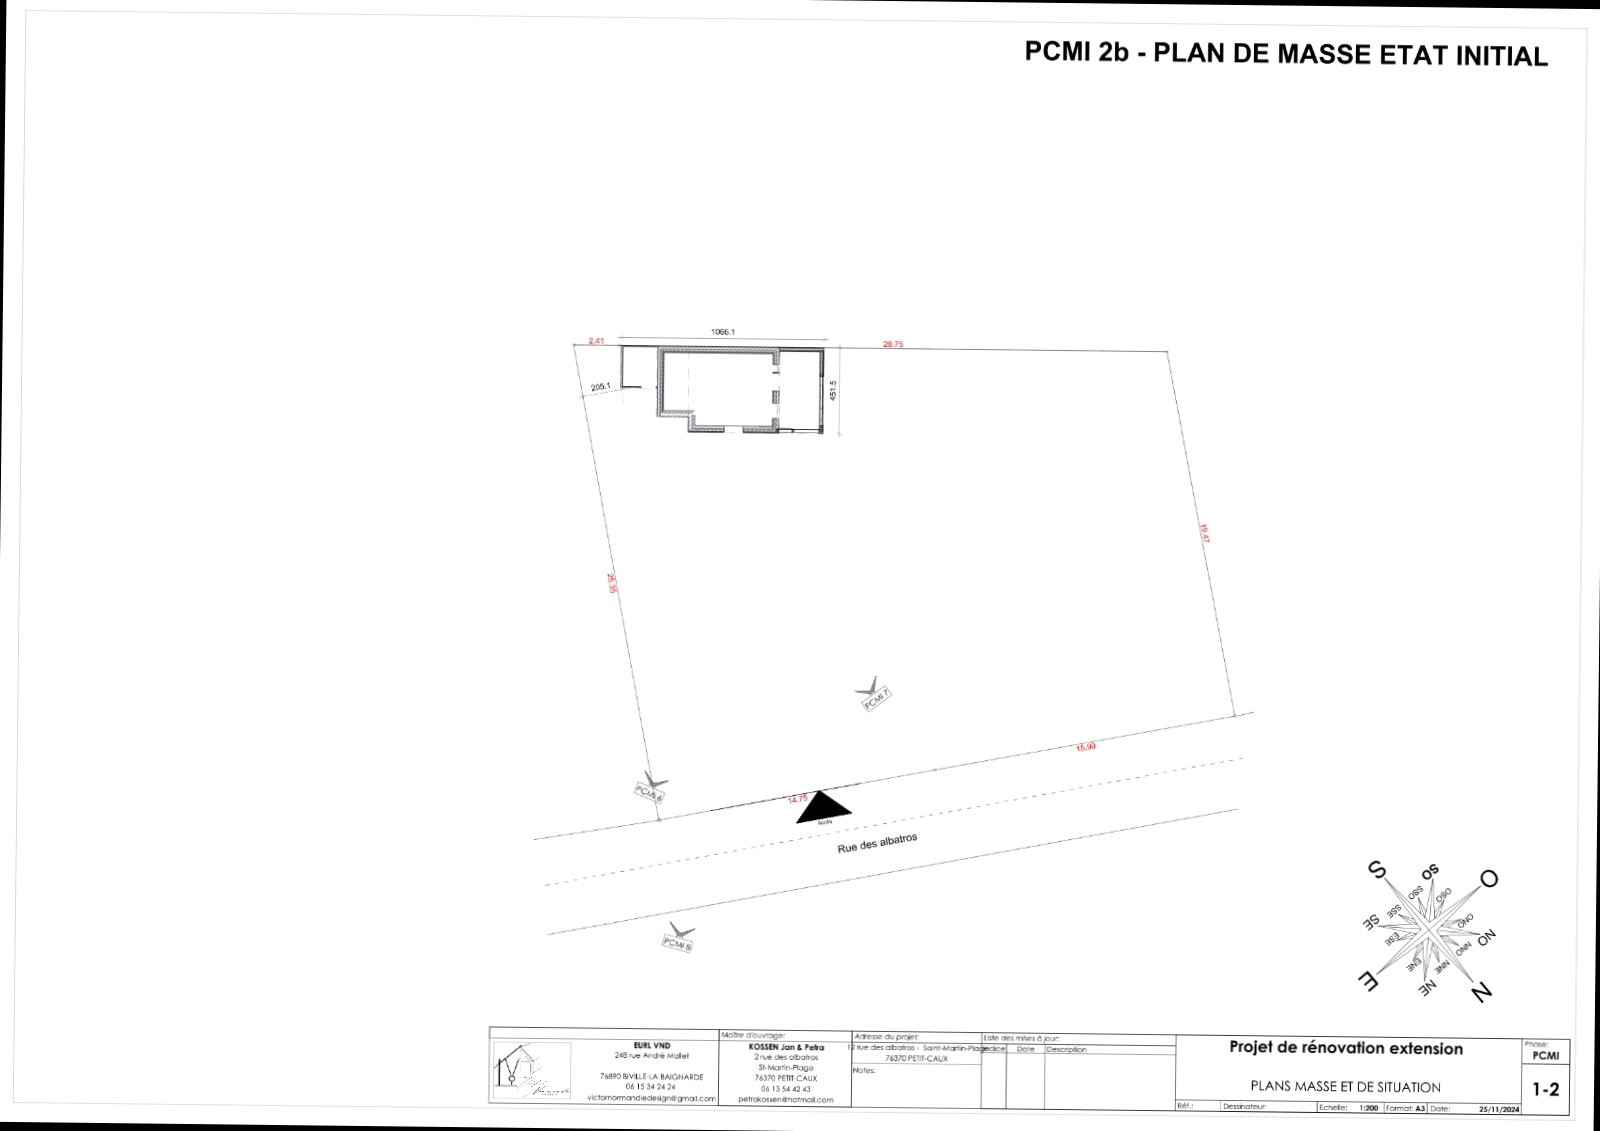 PCMI 2b - PLAN DE MASSE ETAT INITIAL
1066.1
2.41
28.75
205.1
451.5
19.47
25.35
PCMI 7
15.99
PCMI 6
14.75
Accès
Rue des albatros
PCMI 8
S
SO
O
SSO
OSO
SE
SSE
ONO
ESE
NO
NNO
ENE
NNE
E
NE
N
EURL VND
248 rue André Mallet
76890 BIVILLE-LA-BAIGNARDE
06 15 34 24 24
victornormandiedesign@gmail.com
Maître d'ouvrage:
KOSSEN Jan & Petra
2 rue des albatros
St-Martin-Plage
76370 PETIT-CAUX
06 13 54 42 43
petrakossen@hotmail.com
Adresse du projet:
12 rue des albatros - Saint-Martin-Plage
76370 PETIT-CAUX
Notes:
Liste des mises à jour:
Indice Date Description
Projet de rénovation extension
PLANS MASSE ET DE SITUATION
Réf.: Dessinateur: Echelle: 1:200 Format: A3 Date: 25/11/2024
Phase:
PCMI
1-2